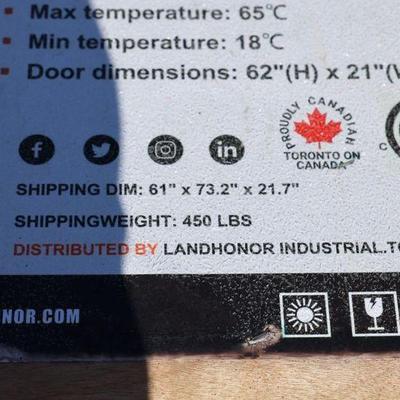 Max temperature: 65℃
Min temperature: 18℃
Door dimensions: 62"(H) x 21"(
PROUDLY CANADIAN
TORONTO ON
CANADA
C
SHIPPING DIM: 61" x 73.2" x 21.7"
SHIPPINGWEIGHT: 450 LBS
DISTRIBUTED BY LANDHONOR INDUSTRIAL.TO
NOR.COM